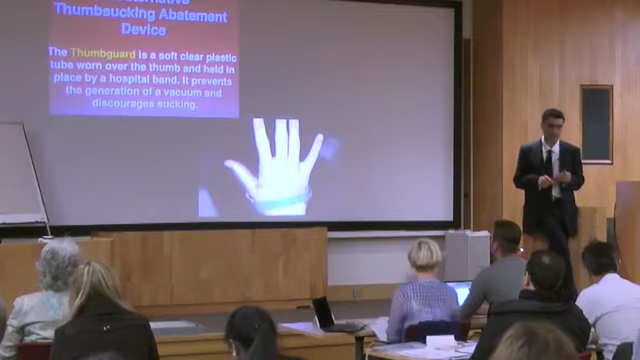 Thumbsucking Abatement
Device
The Thumbguard is a soft clear plastic
tube worn over the thumb and held in
place by a hospital band. It prevents
the generation of a vacuum and
discourages sucking.